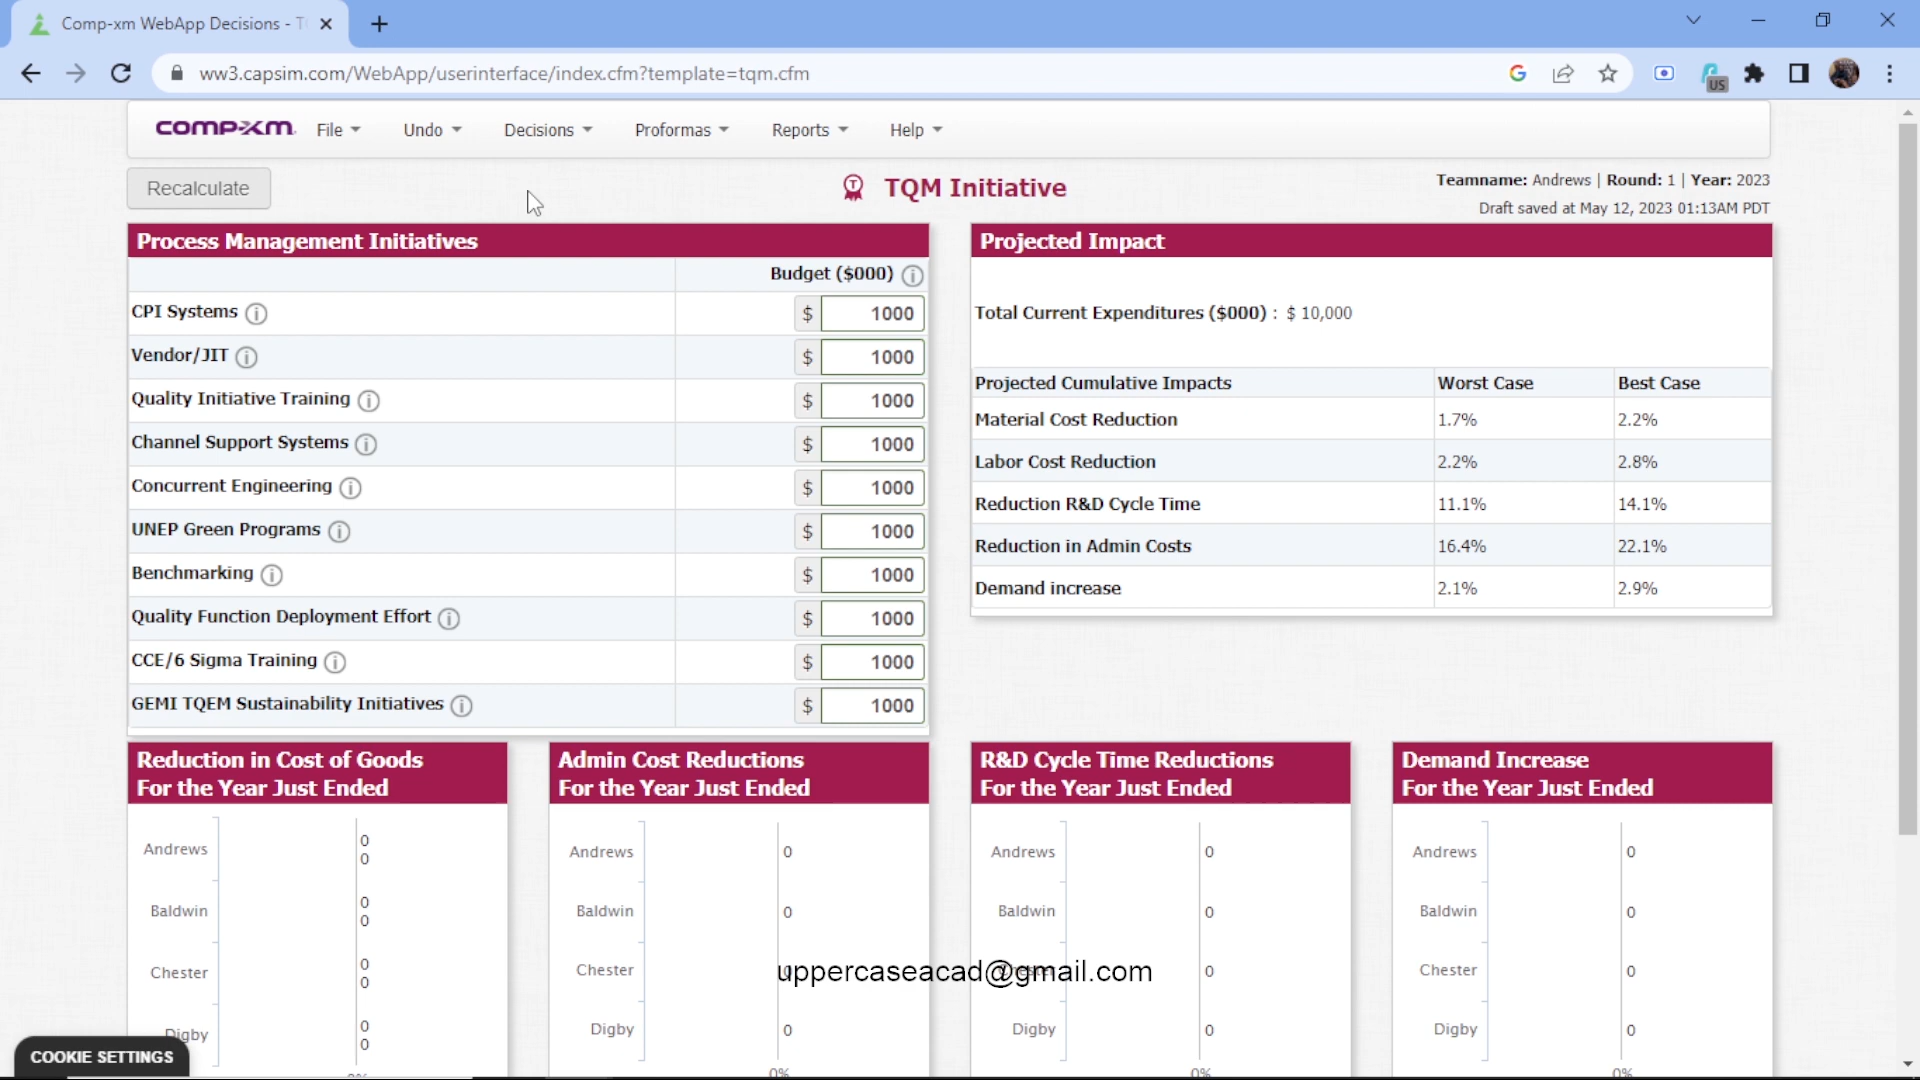 Comp-xm WebApp Decisions - T
ww3.capsim.com/WebApp/userinterface/index.cfm?template=tqm.cfm
US
COMP-XM File Undo Decisions Proformas Reports Help
Recalculate
TQM Initiative
Teamname: Andrews | Round: 1 | Year: 2023
Draft saved at May 12, 2023 01:13AM PDT
Process Management Initiatives
Budget ($000)
CPI Systems $ 1000
Vendor/JIT $ 1000
Quality Initiative Training $ 1000
Channel Support Systems $ 1000
Concurrent Engineering $ 1000
UNEP Green Programs $ 1000
Benchmarking $ 1000
Quality Function Deployment Effort $ 1000
CCE/6 Sigma Training $ 1000
GEMI TQEM Sustainability Initiatives $ 1000
Projected Impact
Total Current Expenditures ($000) : $ 10,000
Projected Cumulative Impacts Worst Case Best Case
Material Cost Reduction 1.7% 2.2%
Labor Cost Reduction 2.2% 2.8%
Reduction R&D Cycle Time 11.1% 14.1%
Reduction in Admin Costs 16.4% 22.1%
Demand increase 2.1% 2.9%
Reduction in Cost of Goods
For the Year Just Ended
Andrews 0
0
Baldwin 0
0
Chester 0
0
Digby 0
0
Admin Cost Reductions
For the Year Just Ended
Andrews 0
Baldwin 0
Chester
Digby 0
0%
R&D Cycle Time Reductions
For the Year Just Ended
Andrews 0
Baldwin 0
Chester 0
Digby 0
0%
Demand Increase
For the Year Just Ended
Andrews 0
Baldwin 0
Chester 0
Digby 0
0%
uppercaseacad@gmail.com
COOKIE SETTINGS